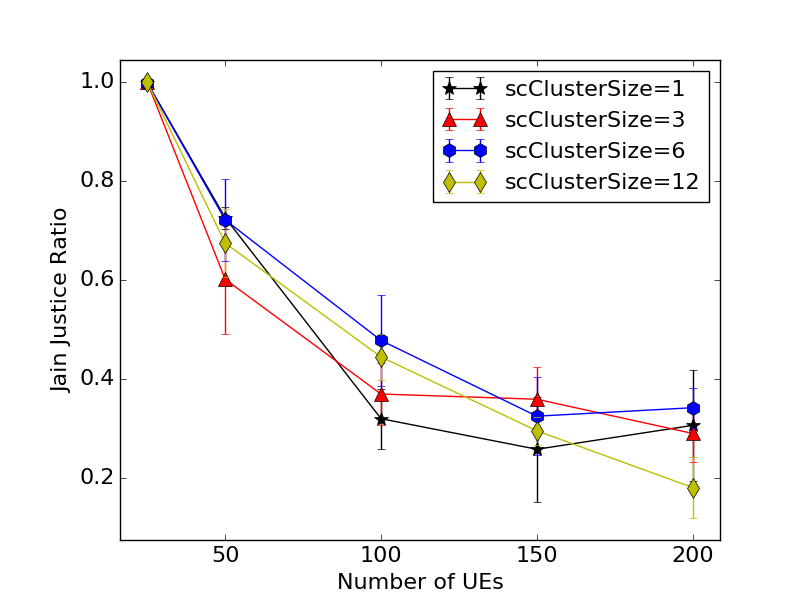 scClusterSize=1
scClusterSize=3
scClusterSize=6
scClusterSize=12
1.0
0.8
0.6
0.4
0.2
Jain Justice Ratio
50 100 150 200
Number of UEs